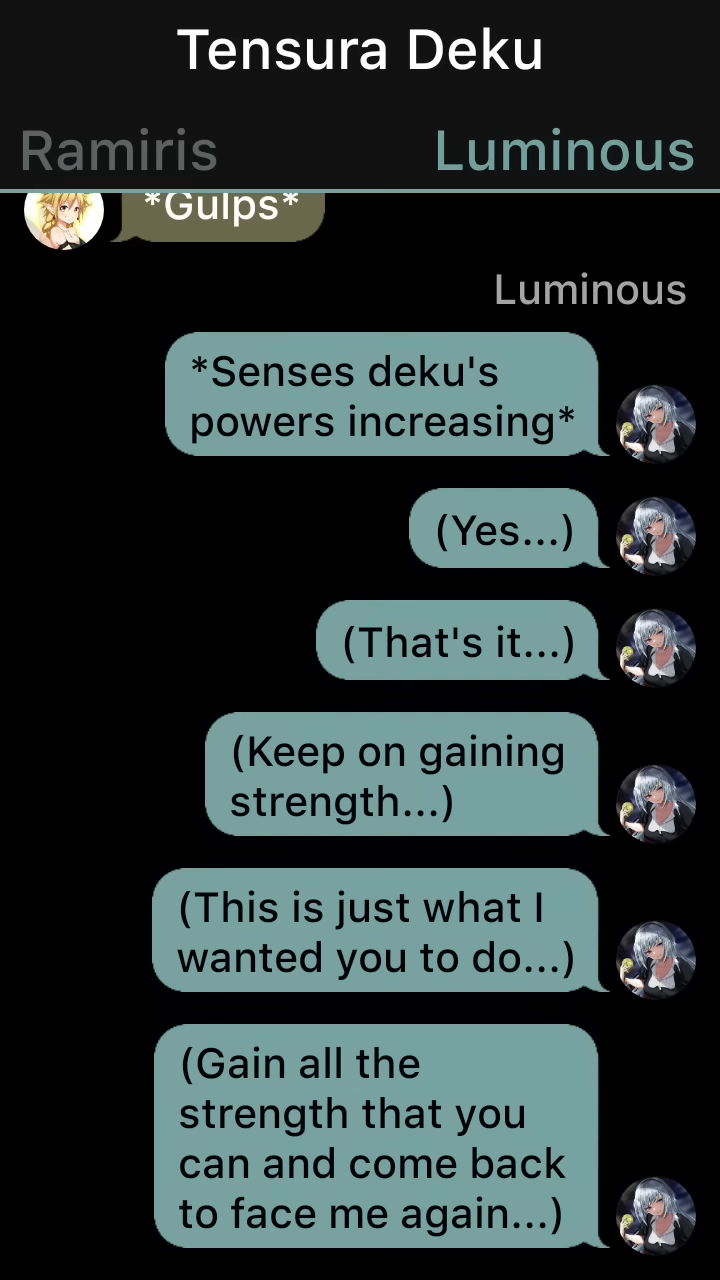 Tensura Deku
Ramiris
Luminous
*Gulps*
Luminous
*Senses deku's
powers increasing*
(Yes...)
(That's it...)
(Keep on gaining
strength...)
(This is just what I
wanted you to do...)
(Gain all the
strength that you
can and come back
to face me again...)